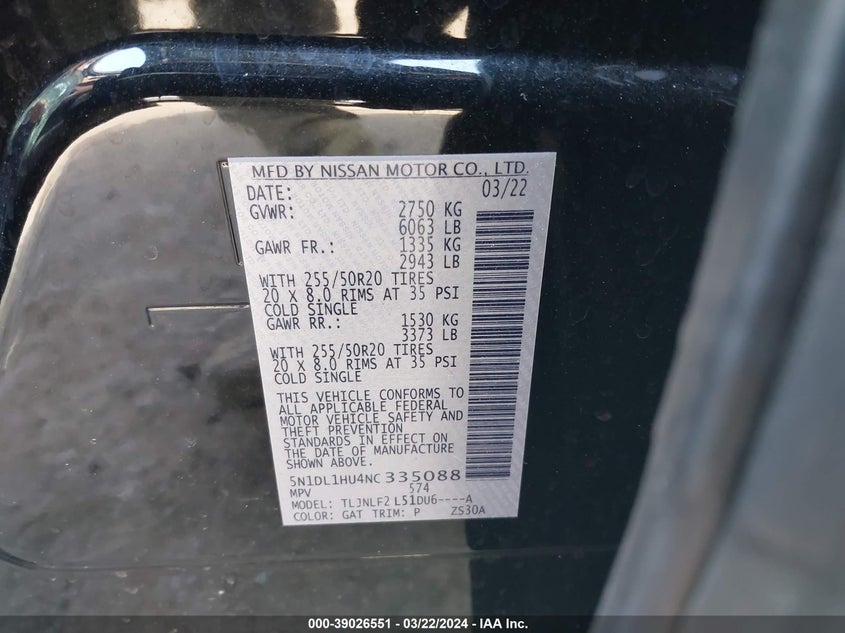 MFD BY NISSAN MOTOR CO., LTD.
DATE: 03/22
GVWR: 2750 KG
6063 LB
GAWR FR.: 1335 KG
2943 LB
WITH 255/50R20 TIRES
20 X 8.0 RIMS AT 35 PSI
COLD SINGLE
GAWR RR.: 1530 KG
3373 LB
WITH 255/50R20 TIRES
20 X 8.0 RIMS AT 35 PSI
COLD SINGLE
THIS VEHICLE CONFORMS TO
ALL APPLICABLE FEDERAL
MOTOR VEHICLE SAFETY AND
THEFT PREVENTION
STANDARDS IN EFFECT ON
THE DATE OF MANUFACTURE
SHOWN ABOVE.
5N1DL1HU4NC335088
MPV 574
MODEL: TLJNLF2 L51DU6----A
COLOR: GAT TRIM: P ZS30A
000-39026551 - 03/22/2024 - IAA Inc.